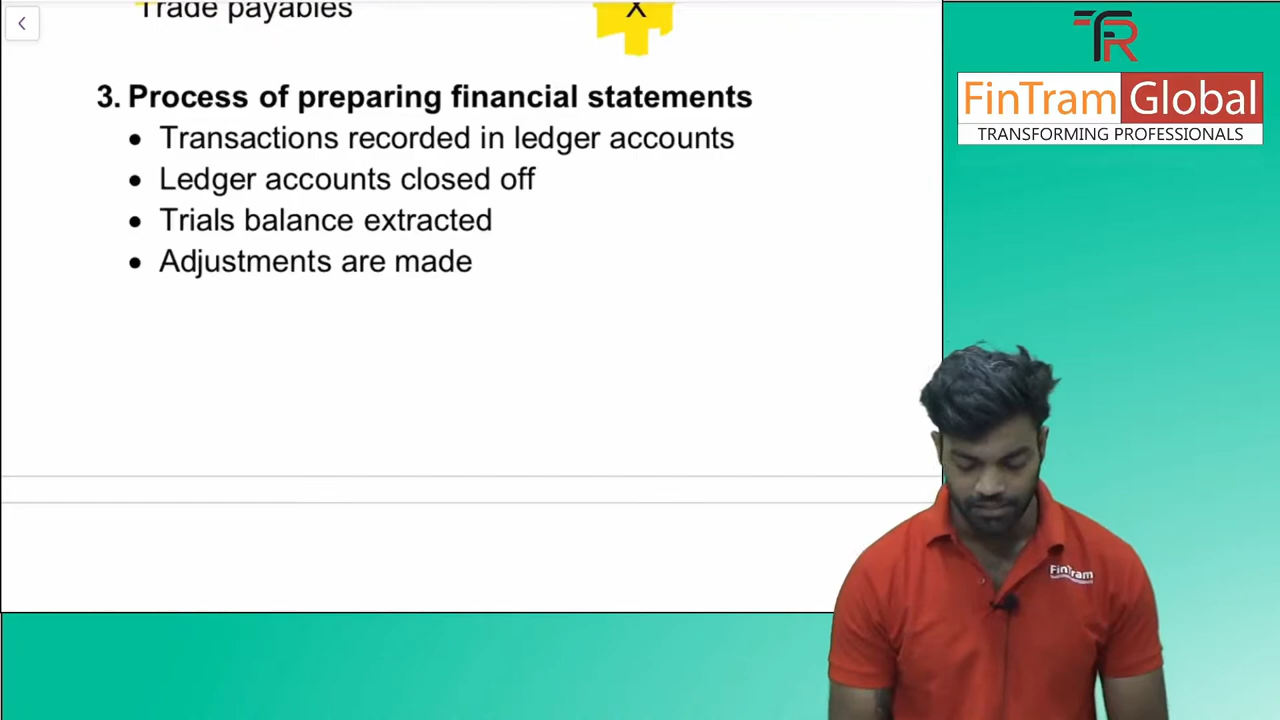 Trade payables X
3. Process of preparing financial statements
• Transactions recorded in ledger accounts
• Ledger accounts closed off
• Trials balance extracted
• Adjustments are made
FinTram Global
TRANSFORMING PROFESSIONALS
FinTram